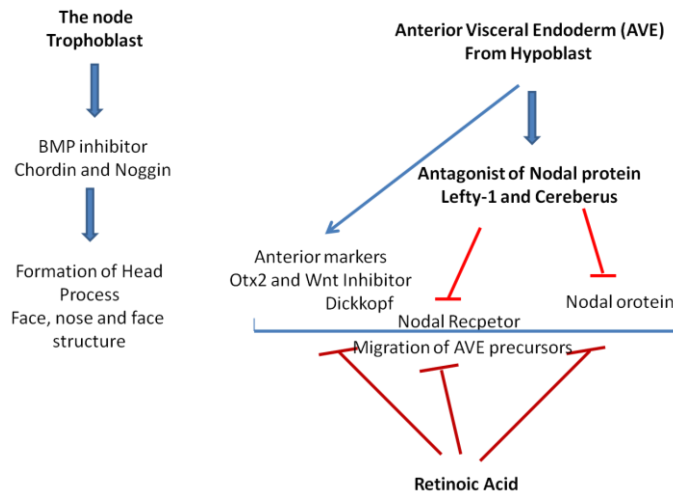 The node
Trophoblast
BMP inhibitor
Chordin and Noggin
Formation of Head
Process
Face, nose and face
structure
Anterior Visceral Endoderm (AVE)
From Hypoblast
Antagonist of Nodal protein
Lefty-1 and Cereberus
Anterior markers
Otx2 and Wnt Inhibitor
Dickkopf
Nodal Recpetor
Nodal orotein
Migration of AVE precursors
Retinoic Acid